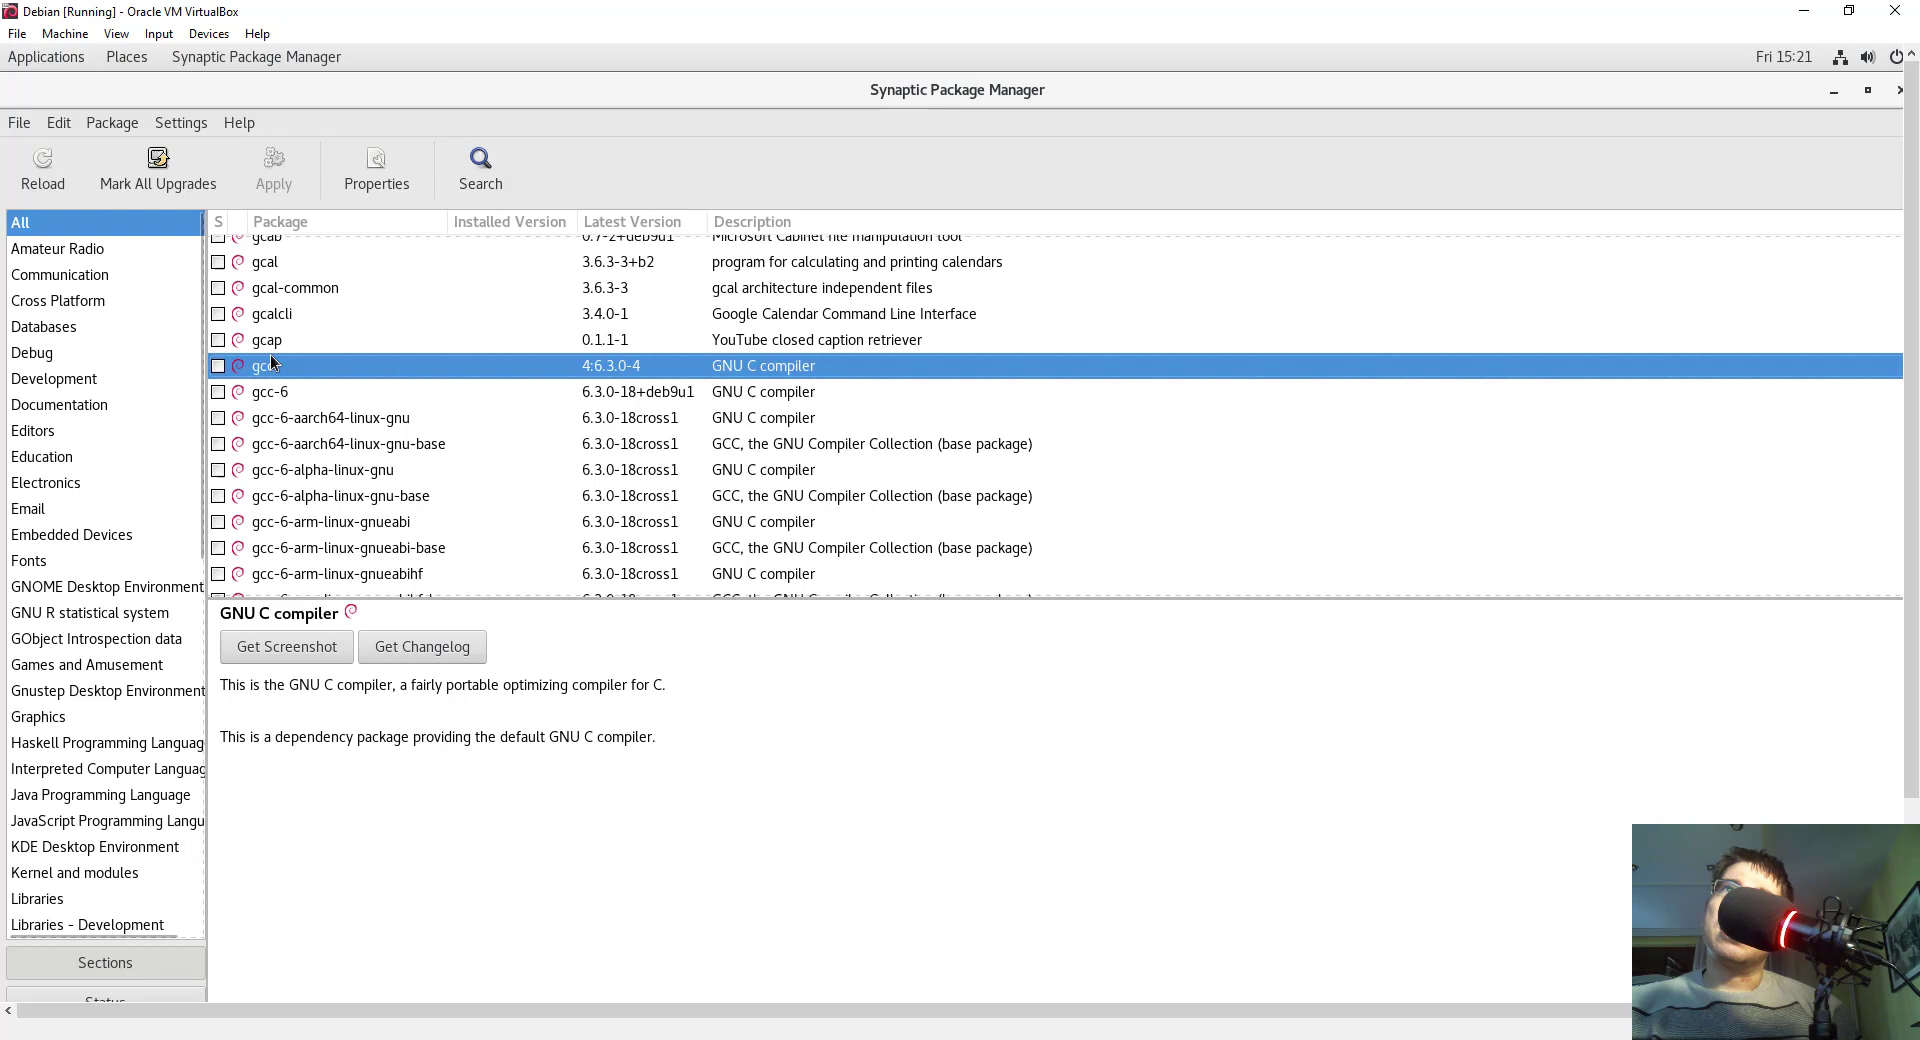 Debian [Running] - Oracle VM VirtualBox
File Machine View Input Devices Help
Applications Places Synaptic Package Manager Fri 15:21
Synaptic Package Manager
File Edit Package Settings Help
Reload Mark All Upgrades Apply Properties Search
All
Amateur Radio
Communication
Cross Platform
Databases
Debug
Development
Documentation
Editors
Education
Electronics
Email
Embedded Devices
Fonts
GNOME Desktop Environment
GNU R statistical system
GObject Introspection data
Games and Amusement
Gnustep Desktop Environment
Graphics
Haskell Programming Languag
Interpreted Computer Languag
Java Programming Language
JavaScript Programming Langu
KDE Desktop Environment
Kernel and modules
Libraries
Libraries - Development
Sections
Status
S Package Installed Version Latest Version Description
gcab 0.7-2+deb9u1 Microsoft Cabinet file manipulation tool
gcal 3.6.3-3+b2 program for calculating and printing calendars
gcal-common 3.6.3-3 gcal architecture independent files
gcalcli 3.4.0-1 Google Calendar Command Line Interface
gcap 0.1.1-1 YouTube closed caption retriever
gcc 4:6.3.0-4 GNU C compiler
gcc-6 6.3.0-18+deb9u1 GNU C compiler
gcc-6-aarch64-linux-gnu 6.3.0-18cross1 GNU C compiler
gcc-6-aarch64-linux-gnu-base 6.3.0-18cross1 GCC, the GNU Compiler Collection (base package)
gcc-6-alpha-linux-gnu 6.3.0-18cross1 GNU C compiler
gcc-6-alpha-linux-gnu-base 6.3.0-18cross1 GCC, the GNU Compiler Collection (base package)
gcc-6-arm-linux-gnueabi 6.3.0-18cross1 GNU C compiler
gcc-6-arm-linux-gnueabi-base 6.3.0-18cross1 GCC, the GNU Compiler Collection (base package)
gcc-6-arm-linux-gnueabihf 6.3.0-18cross1 GNU C compiler
GNU C compiler
Get Screenshot Get Changelog
This is the GNU C compiler, a fairly portable optimizing compiler for C.
This is a dependency package providing the default GNU C compiler.